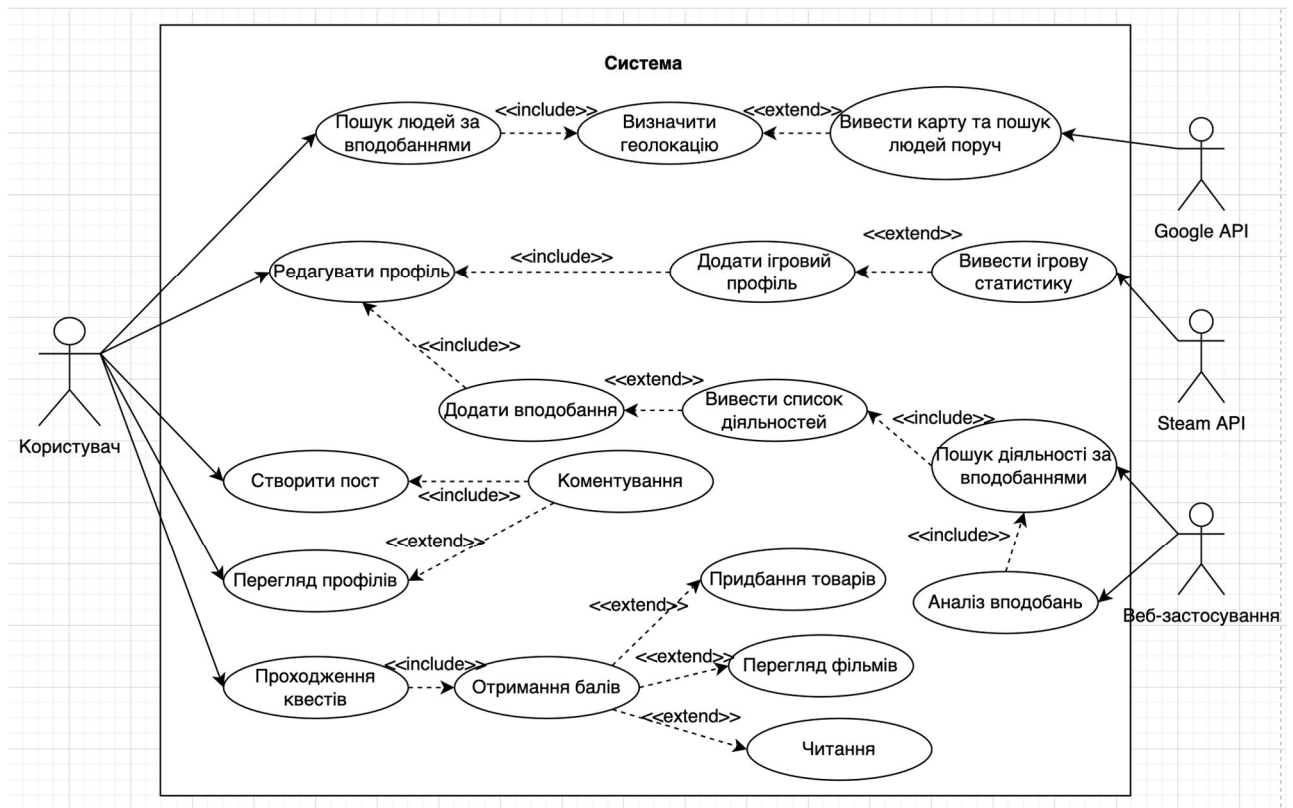 Система
<<include>>
<<extend>>
Пошук людей за
вподобаннями
Визначити
геолокацію
Вивести карту та пошук
людей поруч
Google API
<<extend>>
<<include>>
Редагувати профіль
Додати ігровий
профіль
Вивести ігрову
статистику
<<include>>
<<extend>>
Додати вподобання
Вивести список
діяльностей
Steam API
Користувач
<<include>>
Пошук діяльності за
вподобаннями
Створити пост
<<include>>
Коментування
<<include>>
<<extend>>
Перегляд профілів
Придбання товарів
<<extend>>
Аналіз вподобань
Веб-застосування
<<include>>
<<extend>>
Проходження
квестів
Отримання балів
Перегляд фільмів
<<extend>>
Читання